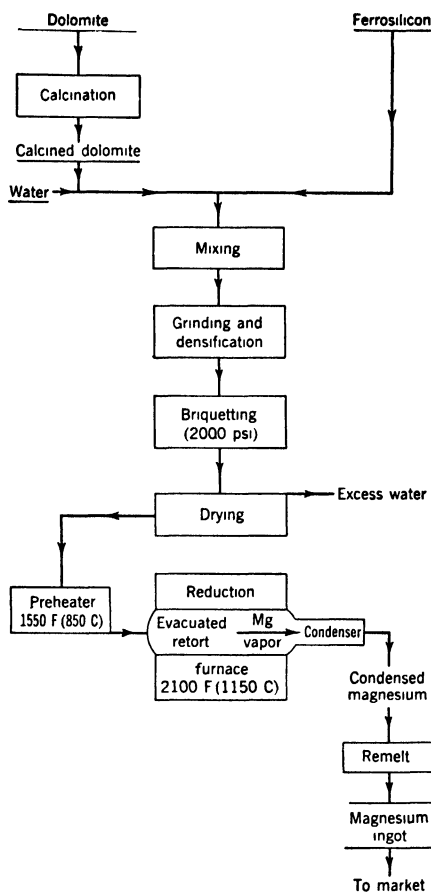 Dolomite
Ferrosilicon
Calcination
Calcined dolomite
Water
Mixing
Grinding and
densification
Briquetting
(2000 psi)
Excess water
Drying
Preheater
1550 F (850 C)
Reduction
Evacuated
retort
Mg
vapor
Condenser
furnace
2100 F (1150 C)
Condensed
magnesium
Remelt
Magnesium
ingot
To market